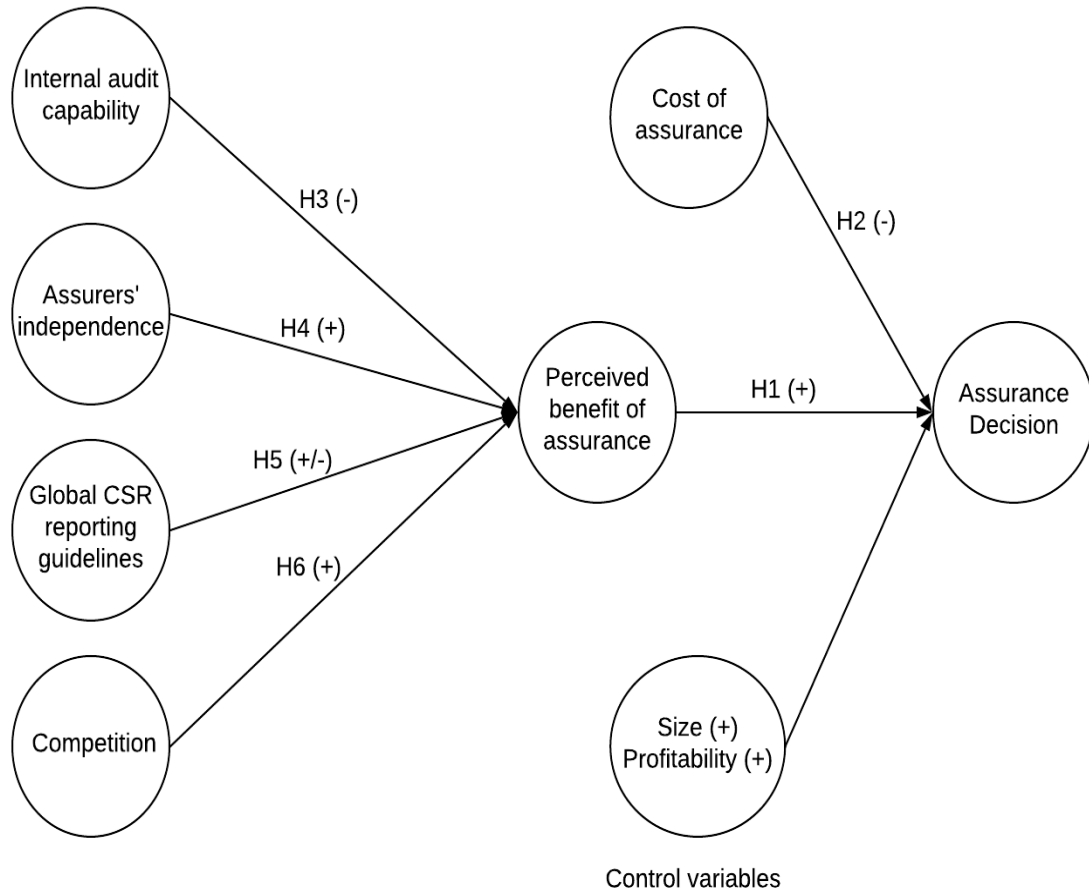 Internal audit
capability
Cost of
assurance
H3 (-)
H2 (-)
Assurers'
independence
H4 (+)
Perceived
benefit of
assurance
H1 (+)
Assurance
Decision
H5 (+/-)
Global CSR
reporting
guidelines
H6 (+)
Competition
Size (+)
Profitability (+)
Control variables